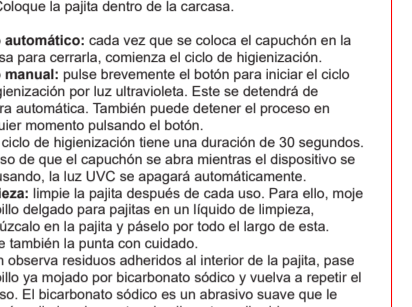 Coloque la pajita dentro de la carcasa.
automático: cada vez que se coloca el capuchón en la
sa para cerrarla, comienza el ciclo de higienización.
manual: pulse brevemente el botón para iniciar el ciclo
gienización por luz ultravioleta. Este se detendrá de
ra automática. También puede detener el proceso en
uier momento pulsando el botón.
ciclo de higienización tiene una duración de 30 segundos.
so de que el capuchón se abra mientras el dispositivo se
usando, la luz UVC se apagará automáticamente.
ieza: limpie la pajita después de cada uso. Para ello, moje
illo delgado para pajitas en un líquido de limpieza,
úzcalo en la pajita y páselo por todo el largo de esta.
e también la punta con cuidado.
n observa residuos adheridos al interior de la pajita, pase
illo ya mojado por bicarbonato sódico y vuelva a repetir el
so. El bicarbonato sódico es un abrasivo suave que le